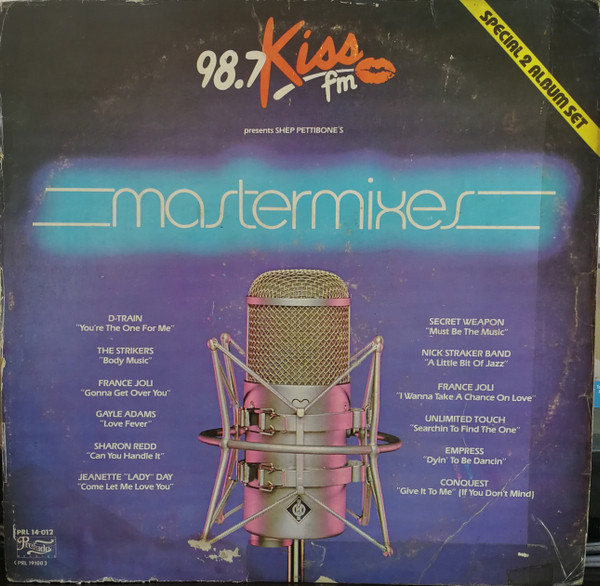 SPECIAL 2 ALBUM SET
98.7 Kiss fm
presents SHEP PETTIBONE'S
mastermixes
D-TRAIN
"You're The One For Me"
THE STRIKERS
"Body Music"
FRANCE JOLI
"Gonna Get Over You"
GAYLE ADAMS
"Love Fever"
SHARON REDD
"Can You Handle It"
JEANETTE "LADY" DAY
"Come Let Me Love You"
SECRET WEAPON
"Must Be The Music"
NICK STRAKER BAND
"A Little Bit Of Jazz"
FRANCE JOLI
"I Wanna Take A Chance On Love"
UNLIMITED TOUCH
"Searchin To Find The One"
EMPRESS
"Dyin' To Be Dancin'
CONQUEST
"Give It To Me" (If You Don't Mind)
PRL 14-012
Prelude
RECORDS
(PRL 19100)